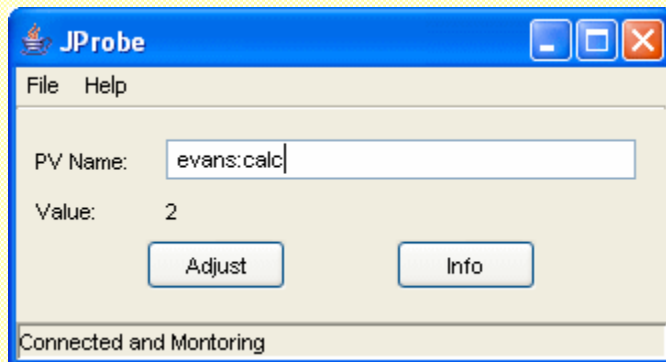 JProbe
File Help
PV Name: evans:calc
Value: 2
Adjust Info
Connected and Montoring